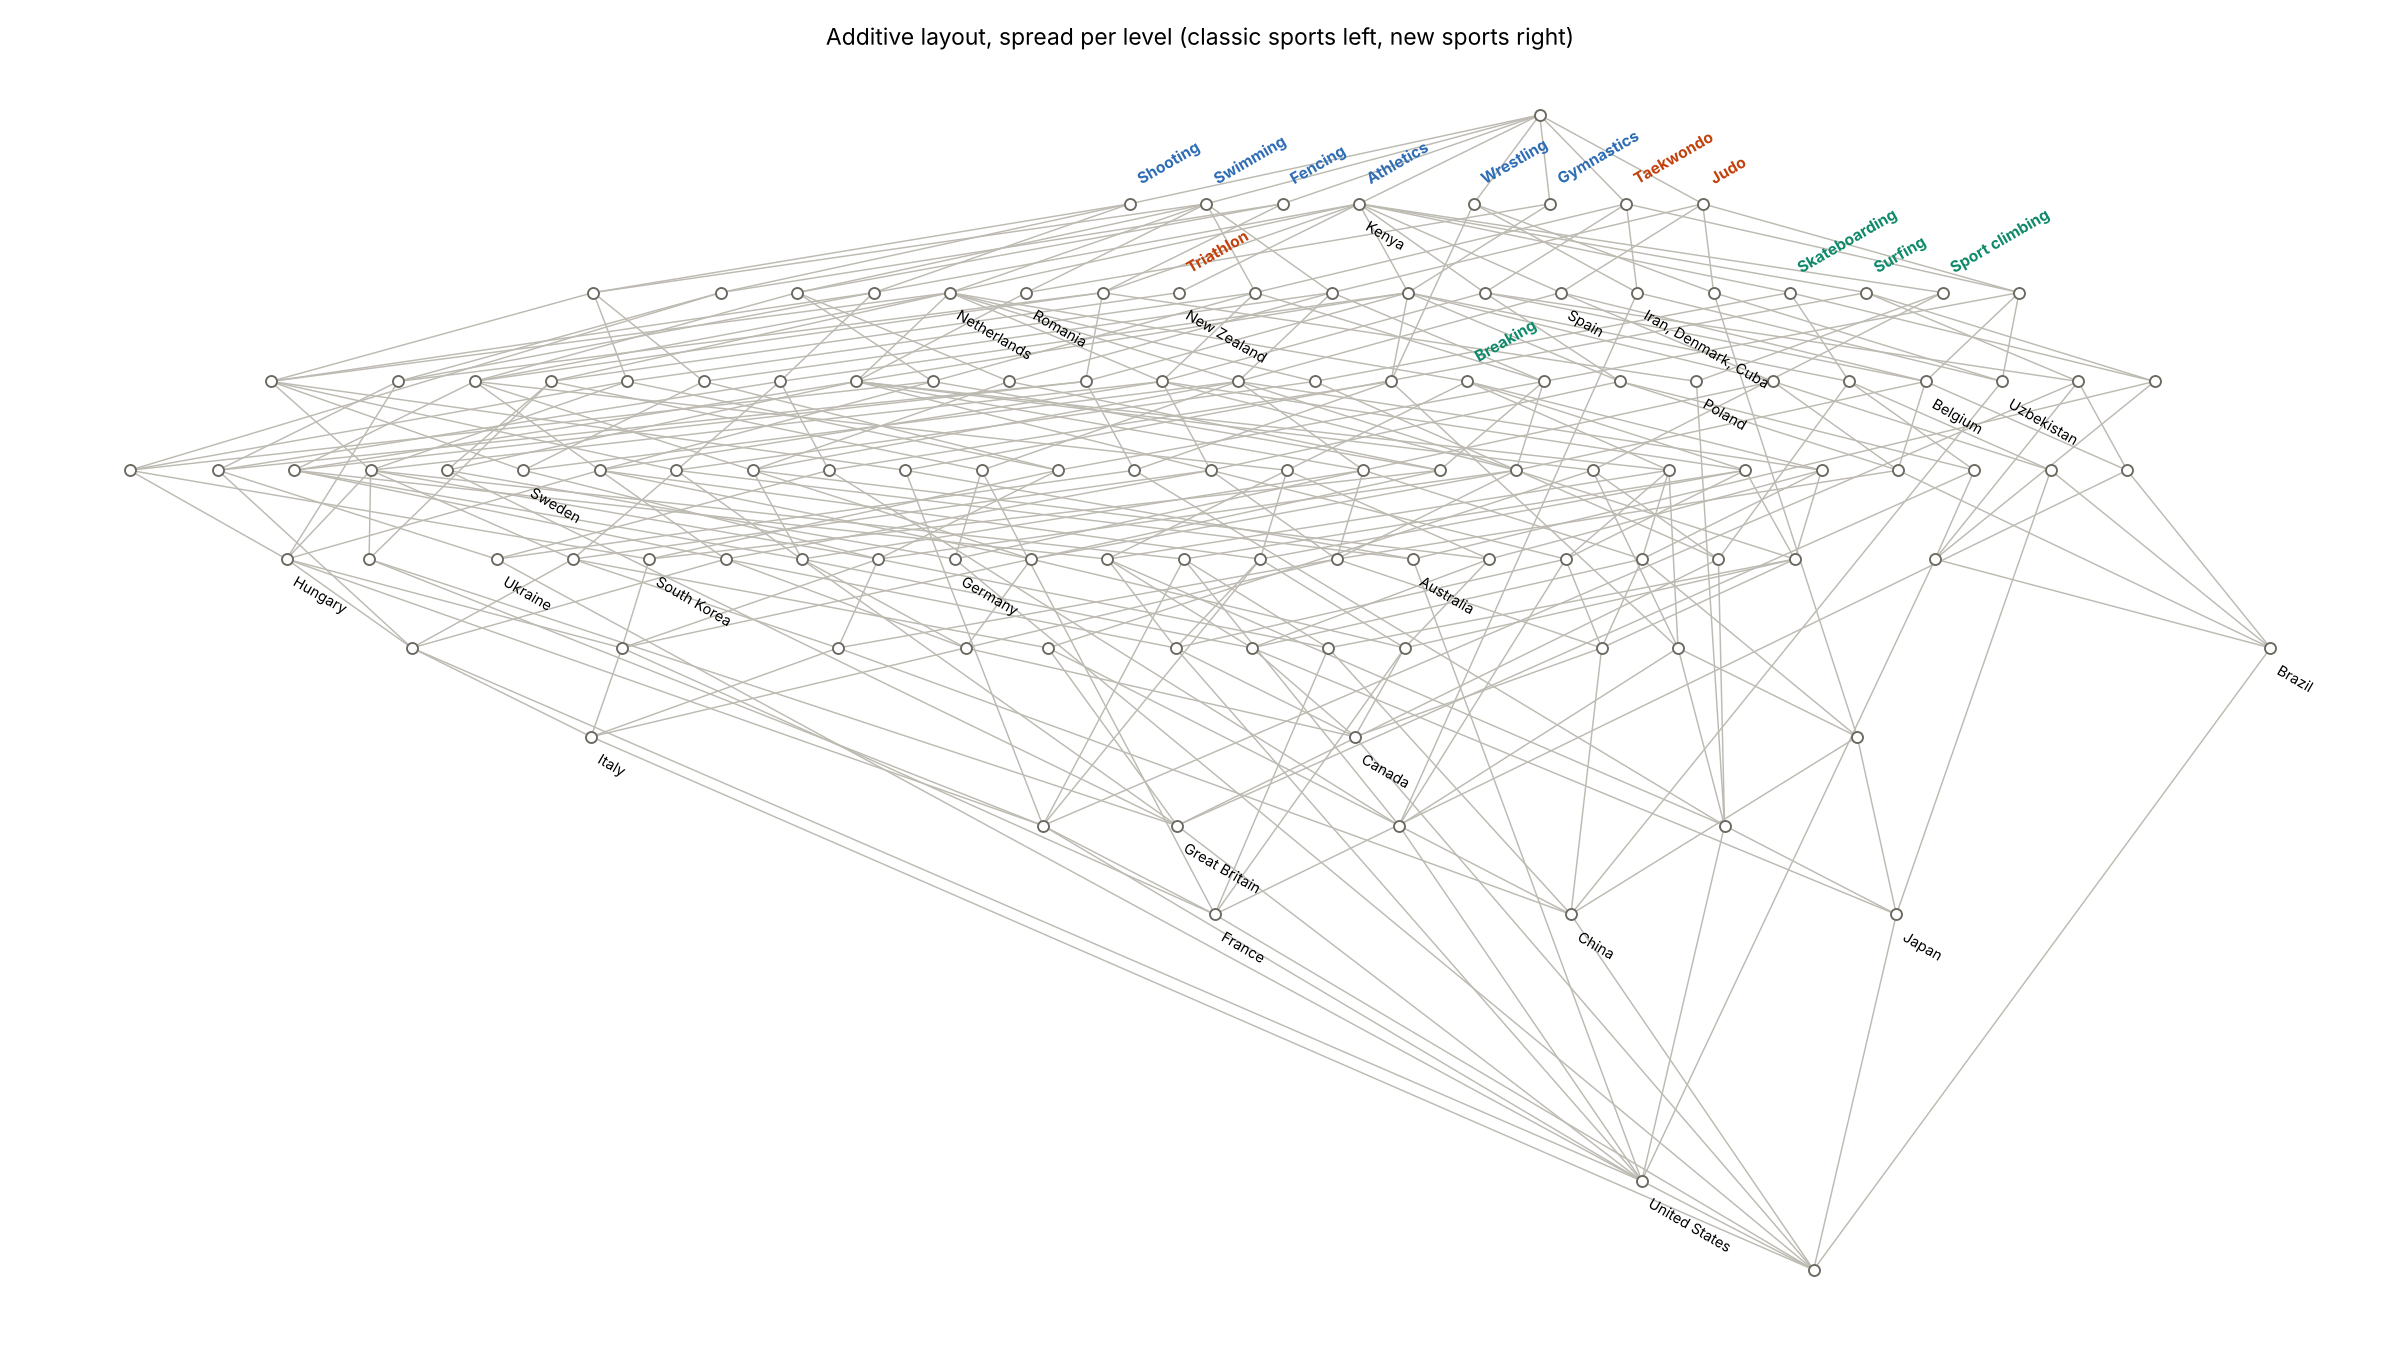 Additive layout, spread per level (classic sports left, new sports right)
Shooting
Swimming
Fencing
Athletics
Wrestling
Gymnastics
Taekwondo
Judo
Kenya
Triathlon
Skateboarding
Surfing
Sport climbing
Netherlands
Romania
New Zealand
Spain
Iran, Denmark, Cuba
Breaking
Poland
Belgium
Uzbekistan
Sweden
Hungary
Ukraine
South Korea
Germany
Australia
Brazil
Italy
Canada
Great Britain
France
China
Japan
United States